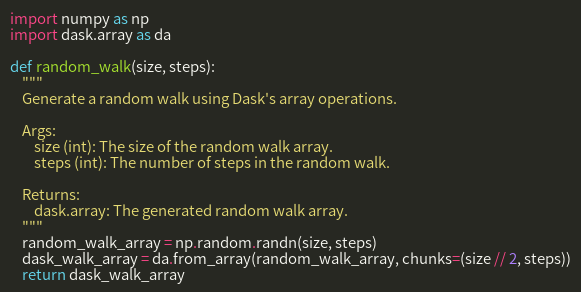 import numpy as np
import dask.array as da

def random_walk(size, steps):
    """
    Generate a random walk using Dask's array operations.

    Args:
        size (int): The size of the random walk array.
        steps (int): The number of steps in the random walk.

    Returns:
        dask.array: The generated random walk array.
    """
    random_walk_array = np.random.randn(size, steps)
    dask_walk_array = da.from_array(random_walk_array, chunks=(size // 2, steps))
    return dask_walk_array